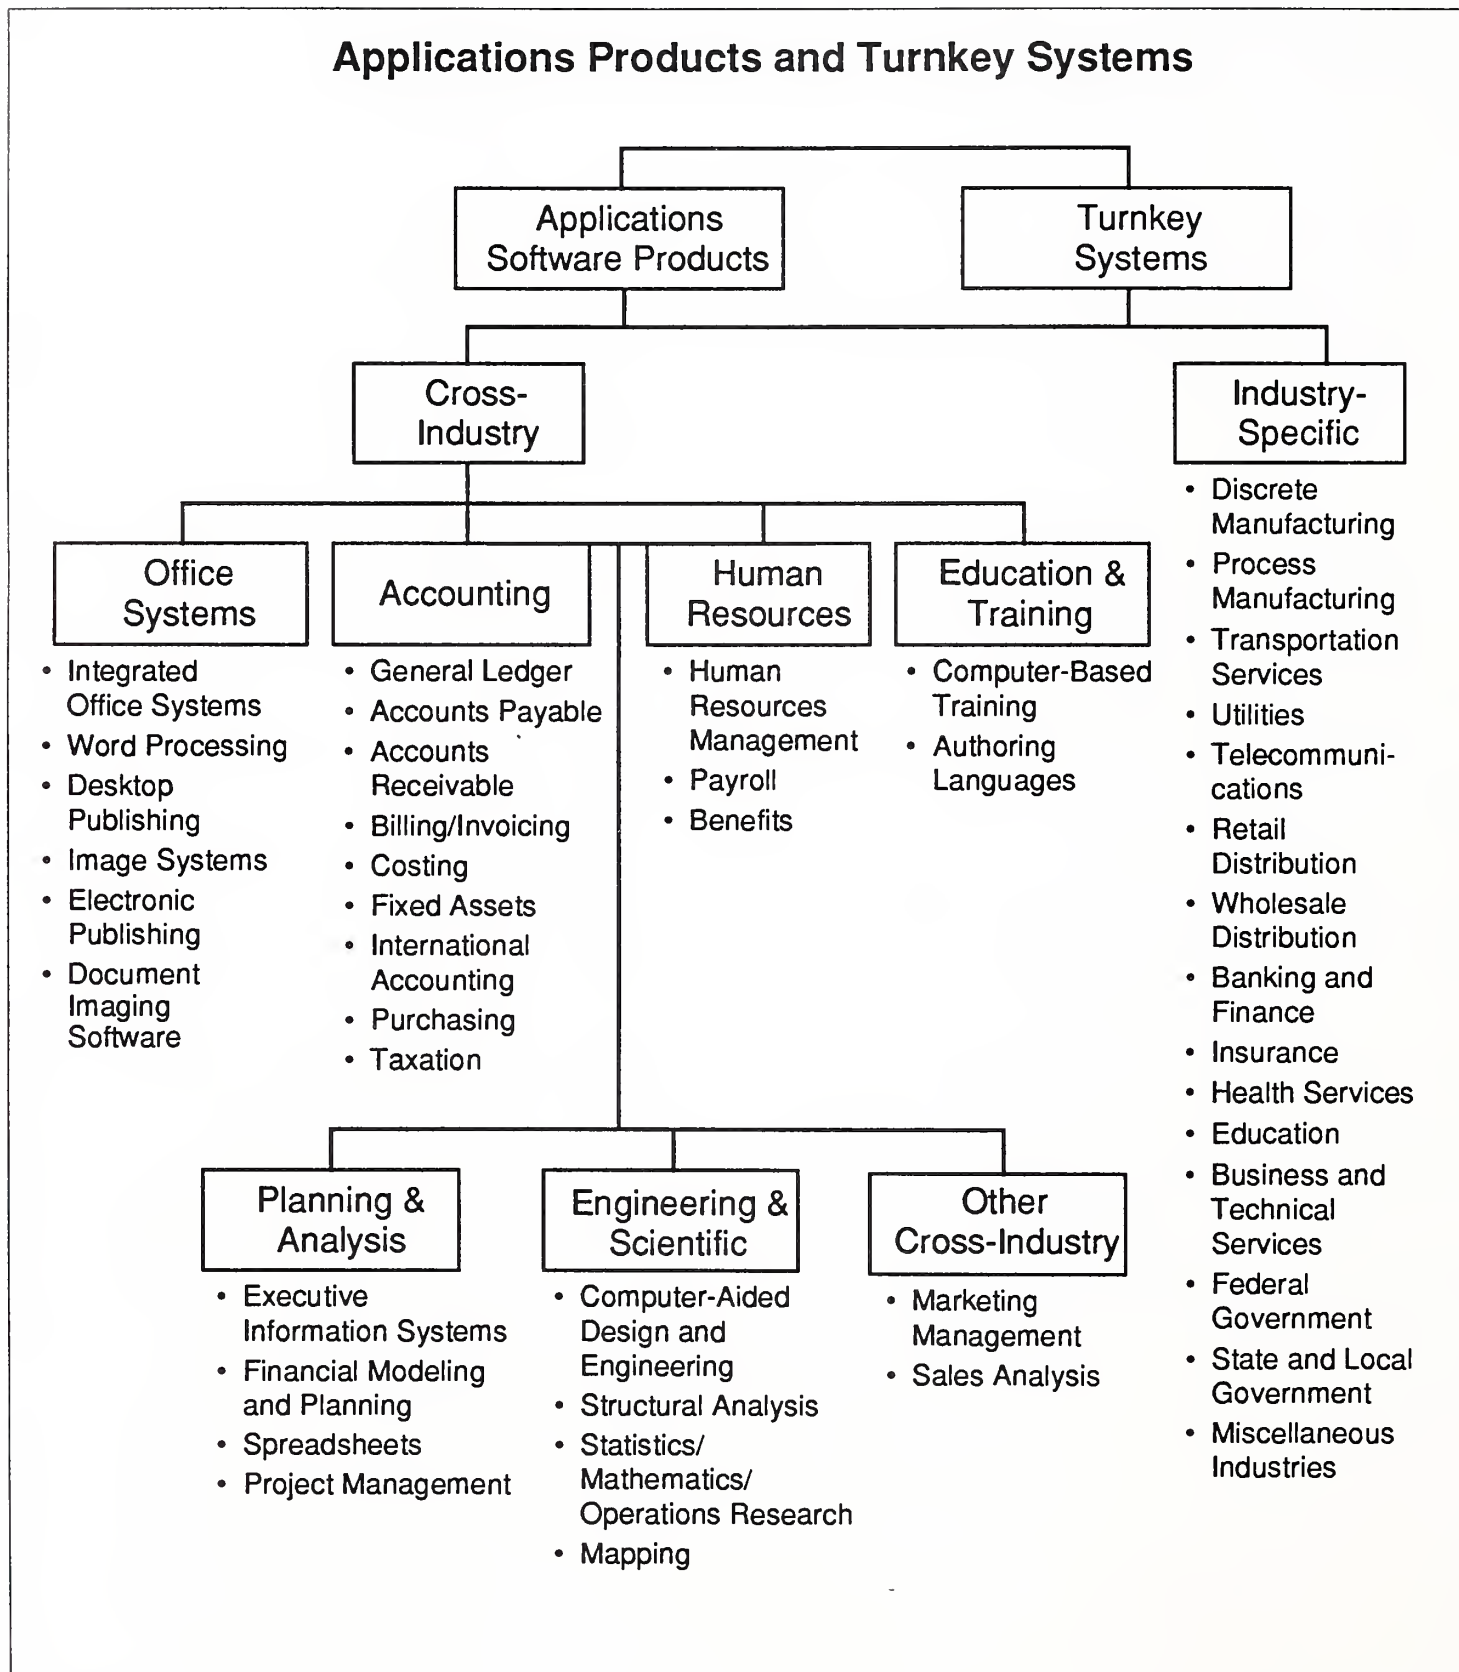 Applications Products and Turnkey Systems
Applications
Software Products
Turnkey
Systems
Cross-
Industry
Industry-
Specific
• Discrete
Manufacturing
• Process
Manufacturing
• Transportation
Services
• Utilities
• Telecommuni-
cations
• Retail
Distribution
• Wholesale
Distribution
• Banking and
Finance
• Insurance
• Health Services
• Education
• Business and
Technical
Services
• Federal
Government
• State and Local
Government
• Miscellaneous
Industries
Office
Systems
• Integrated
Office Systems
• Word Processing
• Desktop
Publishing
• Image Systems
• Electronic
Publishing
• Document
Imaging
Software
Accounting
• General Ledger
• Accounts Payable
• Accounts
Receivable
• Billing/Invoicing
• Costing
• Fixed Assets
• International
Accounting
• Purchasing
• Taxation
Human
Resources
• Human
Resources
Management
• Payroll
• Benefits
Education &
Training
• Computer-Based
Training
• Authoring
Languages
Planning &
Analysis
• Executive
Information Systems
• Financial Modeling
and Planning
• Spreadsheets
• Project Management
Engineering &
Scientific
• Computer-Aided
Design and
Engineering
• Structural Analysis
• Statistics/
Mathematics/
Operations Research
• Mapping
Other
Cross-Industry
• Marketing
Management
• Sales Analysis